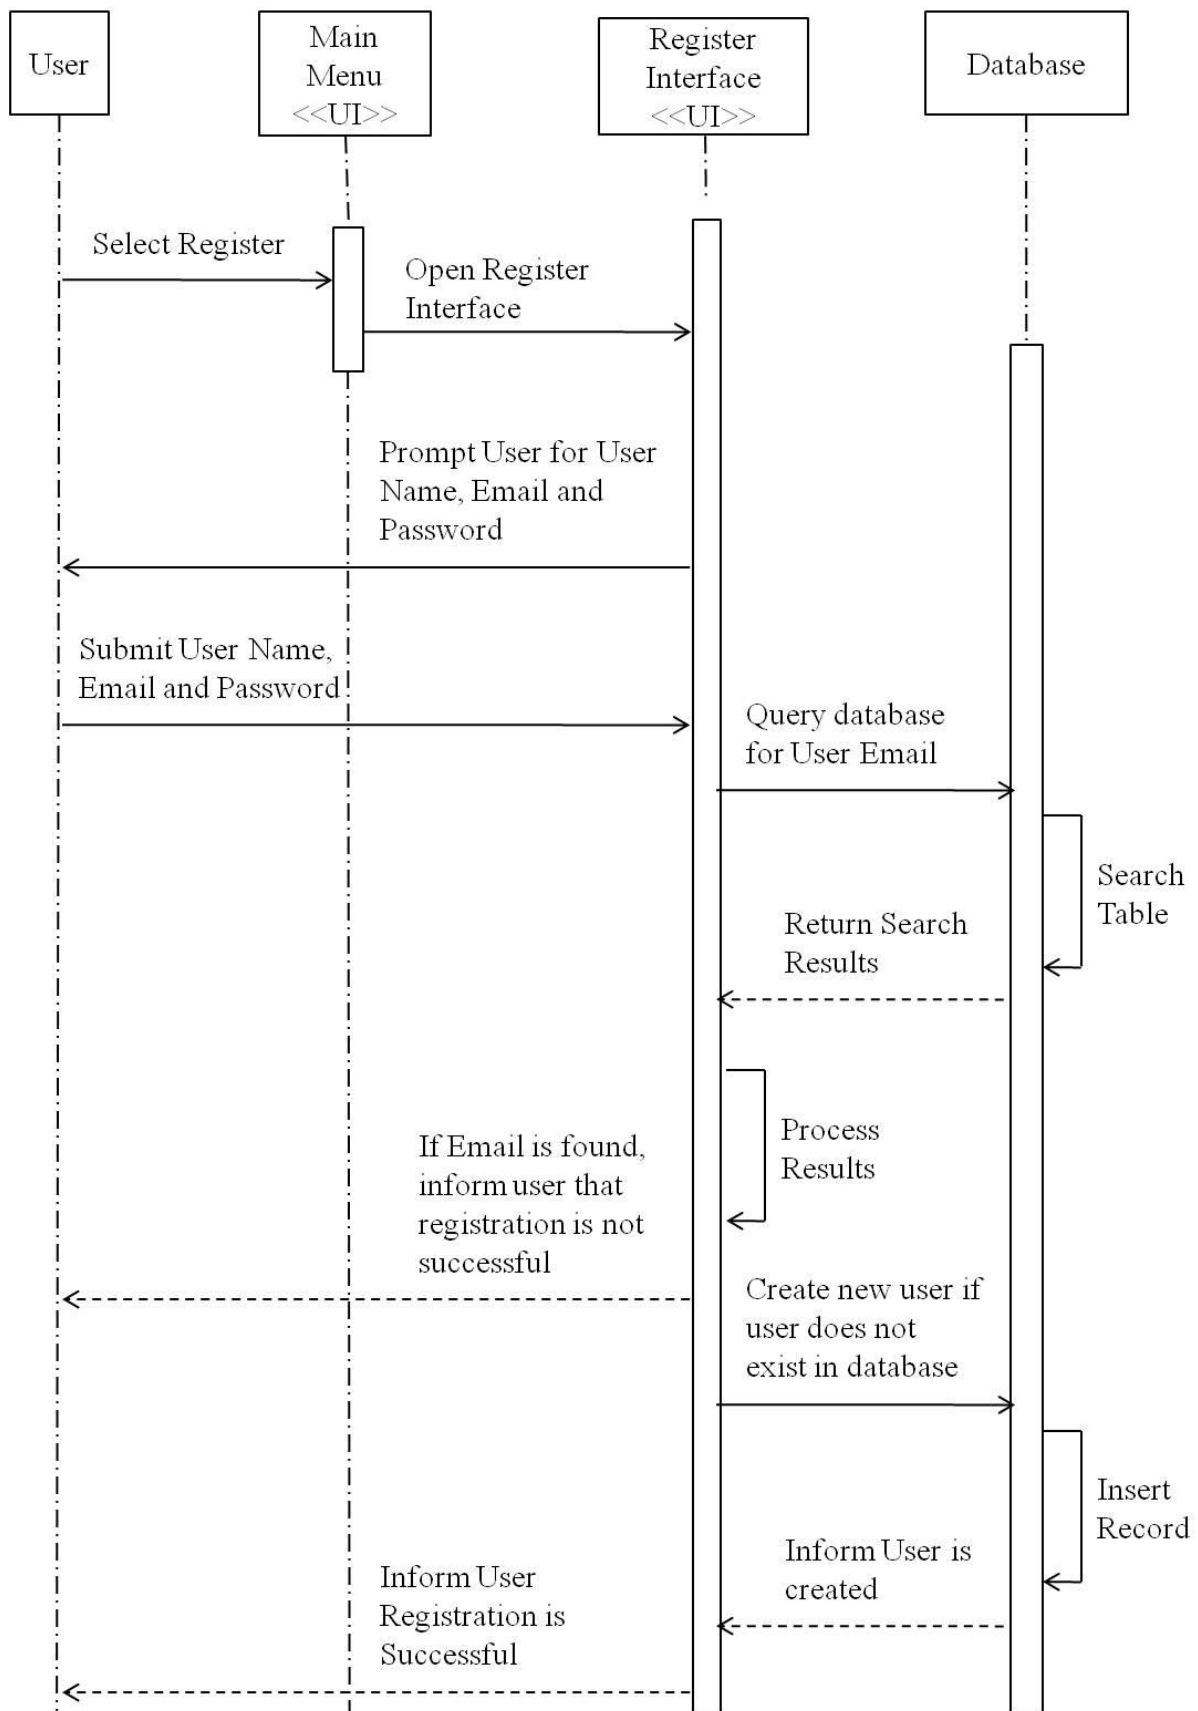 User
Main
Menu
<<UI>>
Register
Interface
<<UI>>
Database
Select Register
Open Register
Interface
Prompt User for User
Name, Email and
Password
Submit User Name,
Email and Password
Query database
for User Email
Search
Table
Return Search
Results
Process
Results
If Email is found,
inform user that
registration is not
successful
Create new user if
user does not
exist in database
Insert
Record
Inform User is
created
Inform User
Registration is
Successful